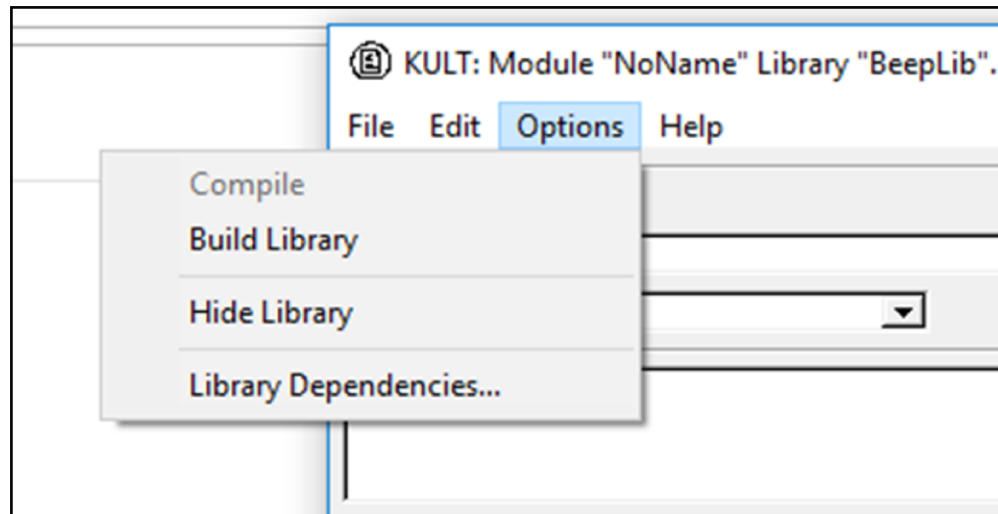 KULT: Module "NoName" Library "BeepLib".
File Edit Options Help
Compile
Build Library
Hide Library
Library Dependencies...